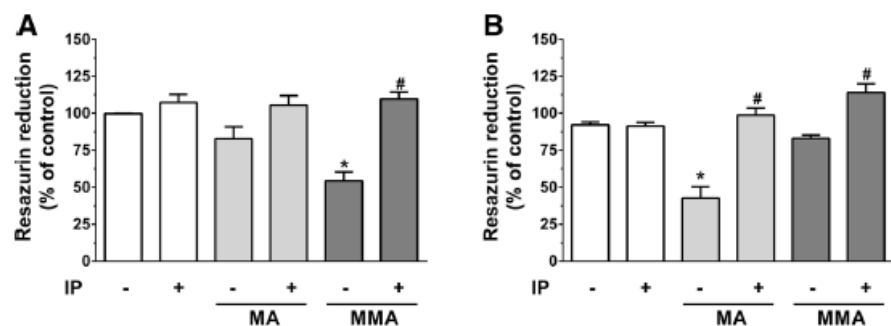 A
Resazurin reduction
(% of control)
150
125
100
75
50
25
0
*
#
IP - + - + - +
MA MMA
B
Resazurin reduction
(% of control)
150
125
100
75
50
25
0
*
#
#
- + - + - +
MA MMA